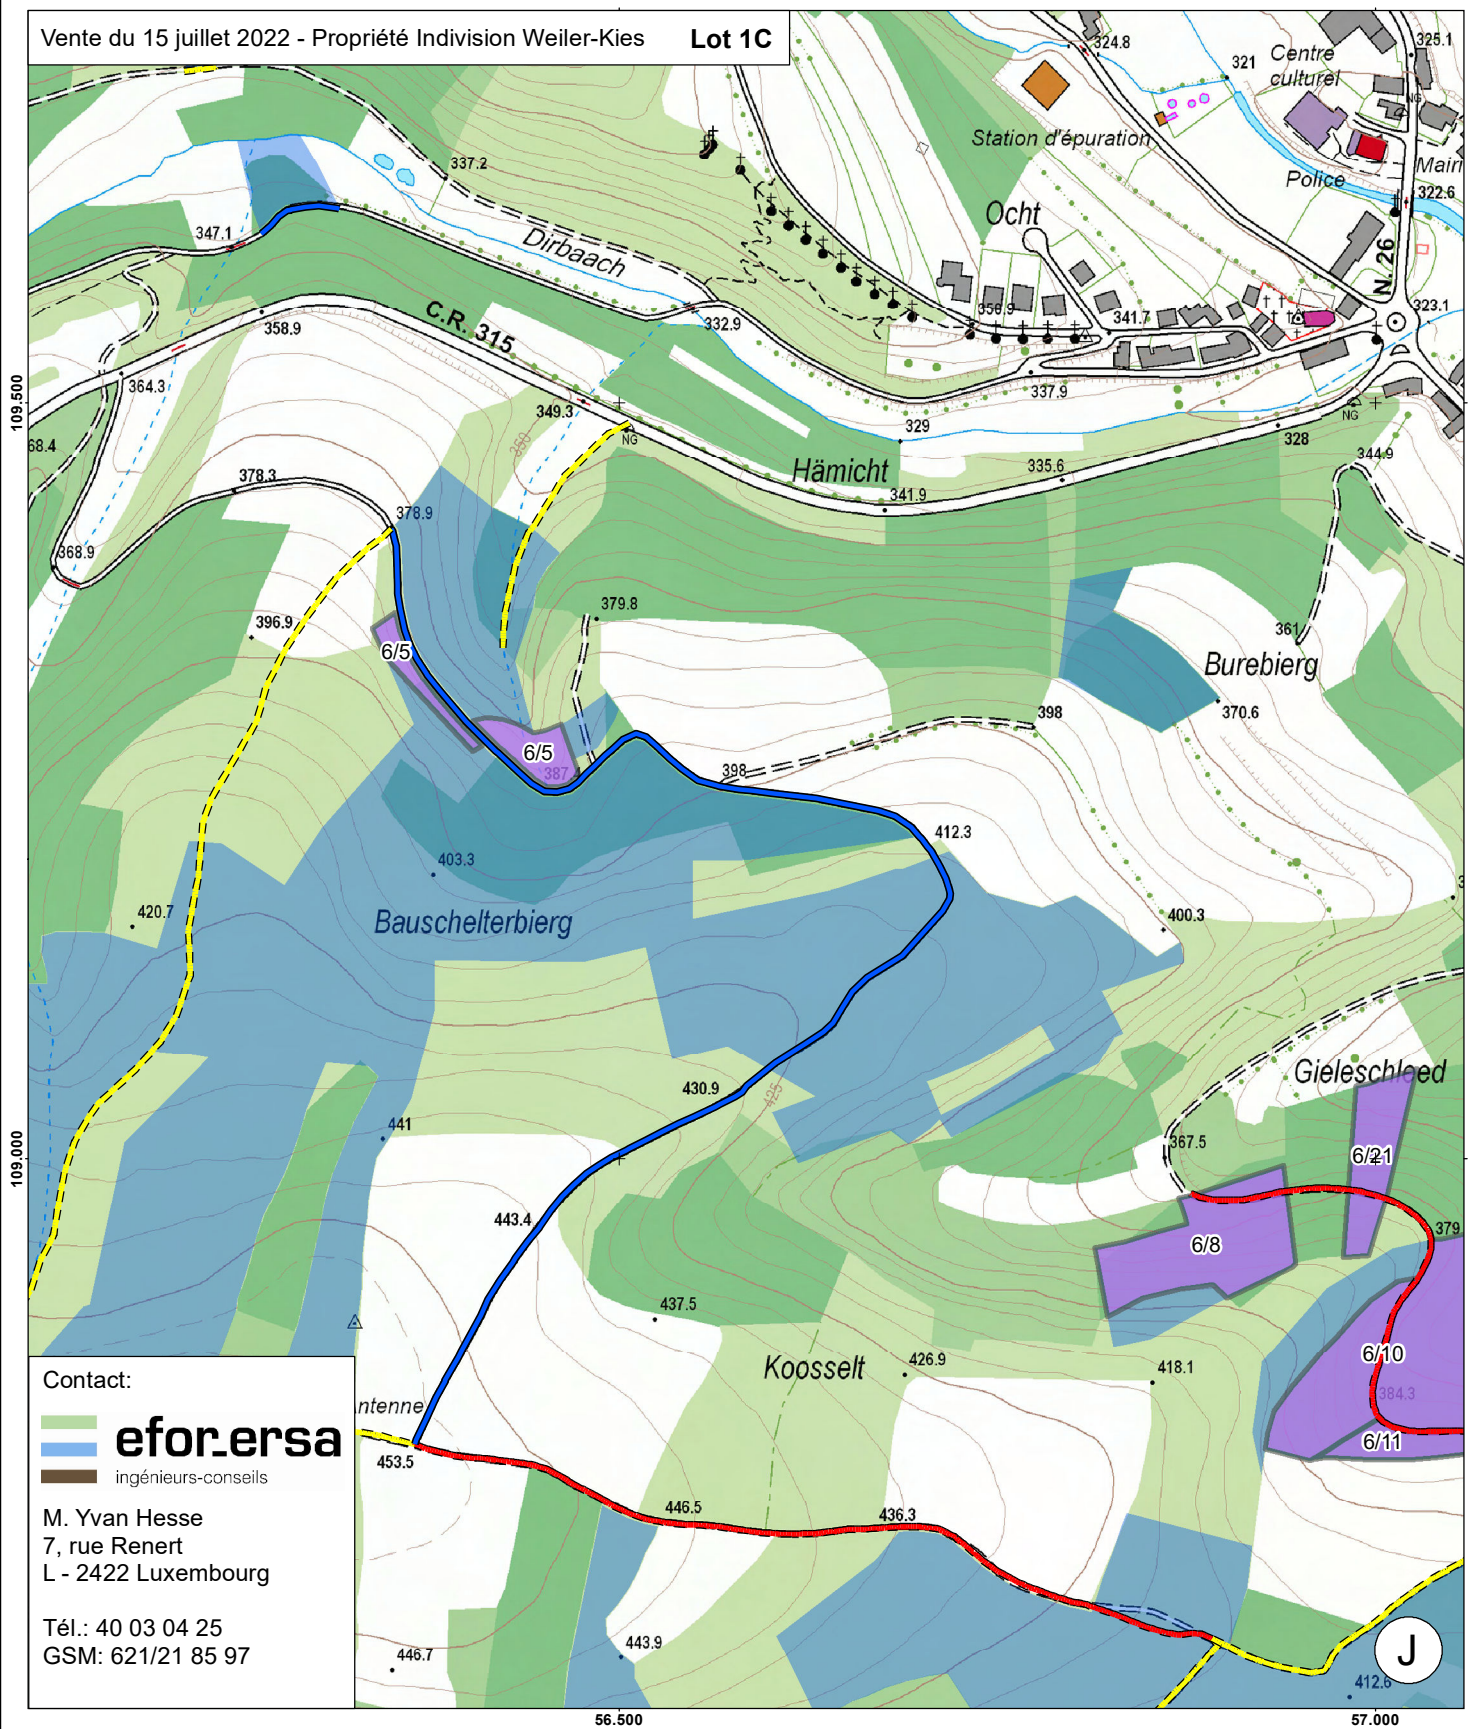 Vente du 15 juillet 2022 - Propriété Indivision Weiler-Kies Lot 1C
324.8
321
Centre
culturel
325.1
NG
Station d'épuration
Police
Mairi
322.6
337.2
347.1
Dirbaach
Ocht
N. 26
358.9
C.R. 315
332.9
350.9
341.7
323.1
364.3
349.3
337.9
109.500
NG
NG
329
328
68.4
350
Hämicht
335.6
344.9
378.3
341.9
378.9
368.9
379.8
396.9
361
6/5
Burebierg
370.6
398
6/5
387
398
412.3
403.3
420.7
Bauschelterbierg
400.3
3
430.9
425
Gieleschloed
441
367.5
6/21
109.000
443.4
379
6/8
437.5
6/10
Koosselt
426.9
418.1
384.3
Contact:
ntenne
6/11
efor_ersa
ingénieurs-conseils
453.5
446.5
436.3
M. Yvan Hesse
7, rue Renert
L - 2422 Luxembourg
Tél.: 40 03 04 25
GSM: 621/21 85 97
446.7
443.9
J
412.6
56.500
57.000